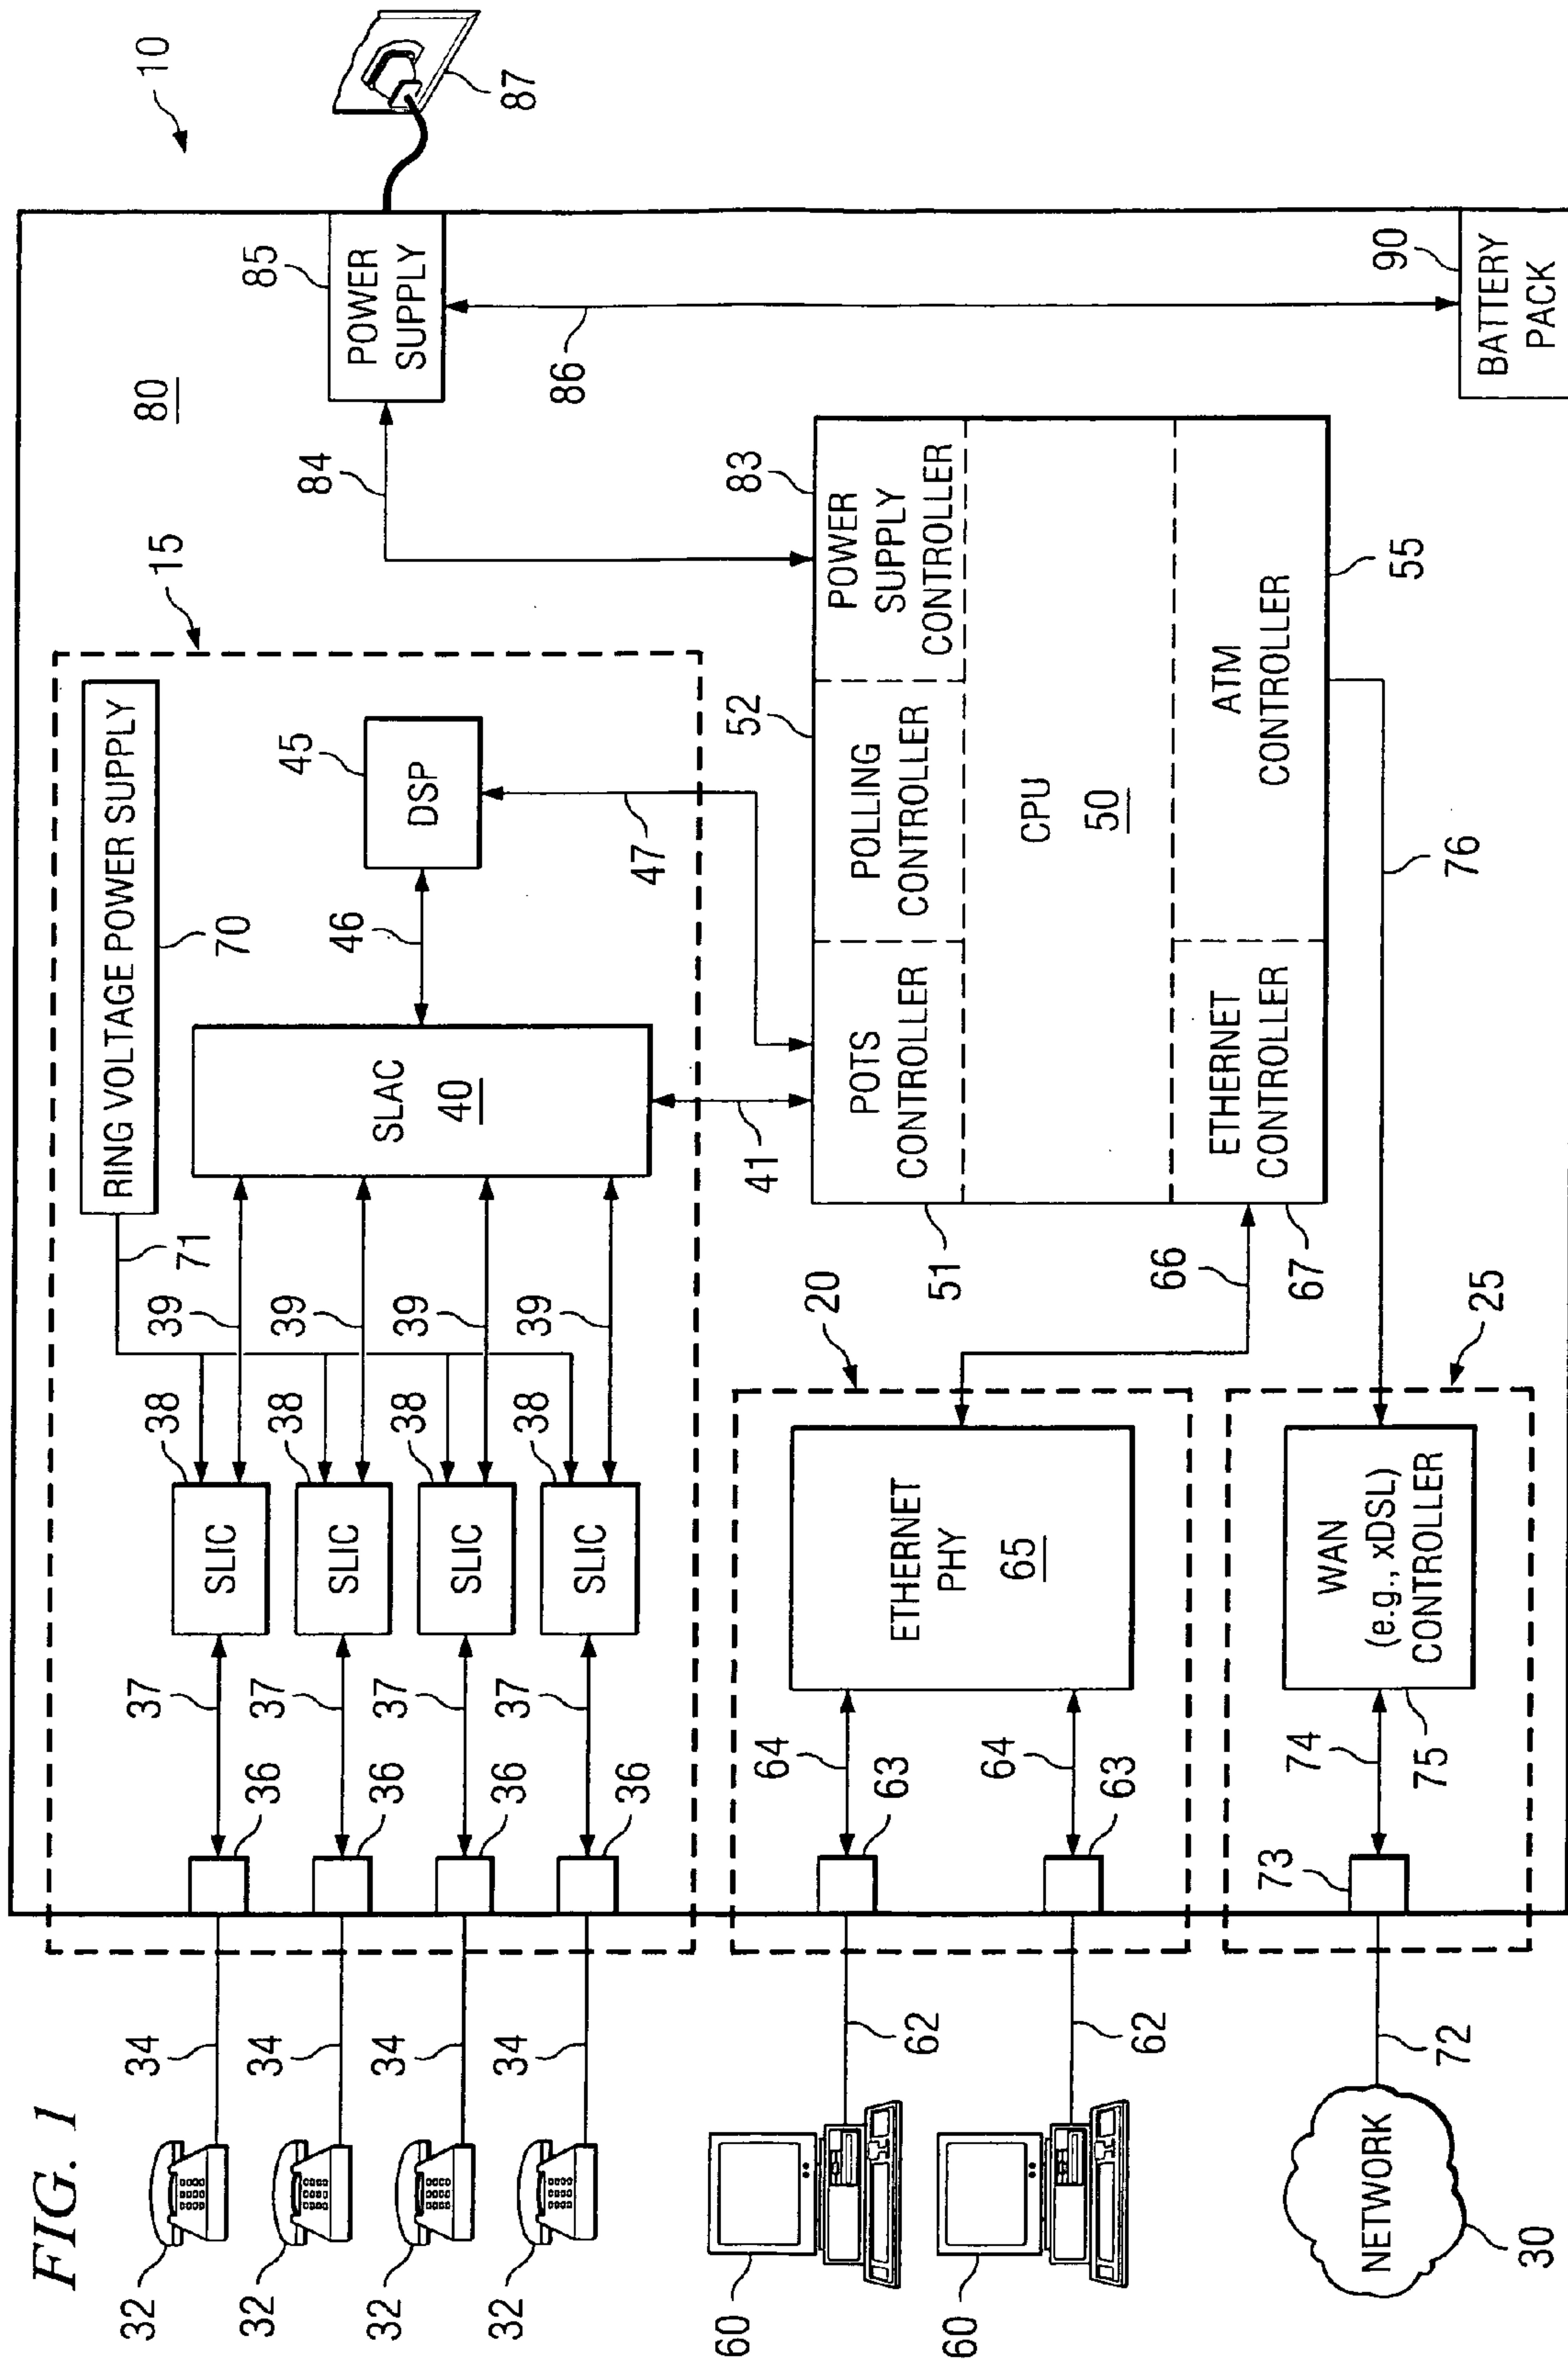 FIG. 1
10
80
15
RING VOLTAGE POWER SUPPLY
70
71
32
34
36
37
SLIC
38
39
32
34
36
37
SLIC
38
39
32
34
36
37
SLIC
38
39
32
34
36
37
SLIC
38
39
SLAC
40
46
DSP
45
47
41
84
POWER
SUPPLY
85
87
86
BATTERY
PACK
90
POTS
CONTROLLER
51
POLLING
CONTROLLER
52
POWER
SUPPLY
CONTROLLER
83
CPU
50
ETHERNET
CONTROLLER
67
ATM
CONTROLLER
55
60
62
63
64
60
62
63
64
ETHERNET
PHY
65
20
66
NETWORK
30
72
73
74
WAN
(e.g., xDSL)
CONTROLLER
75
25
76